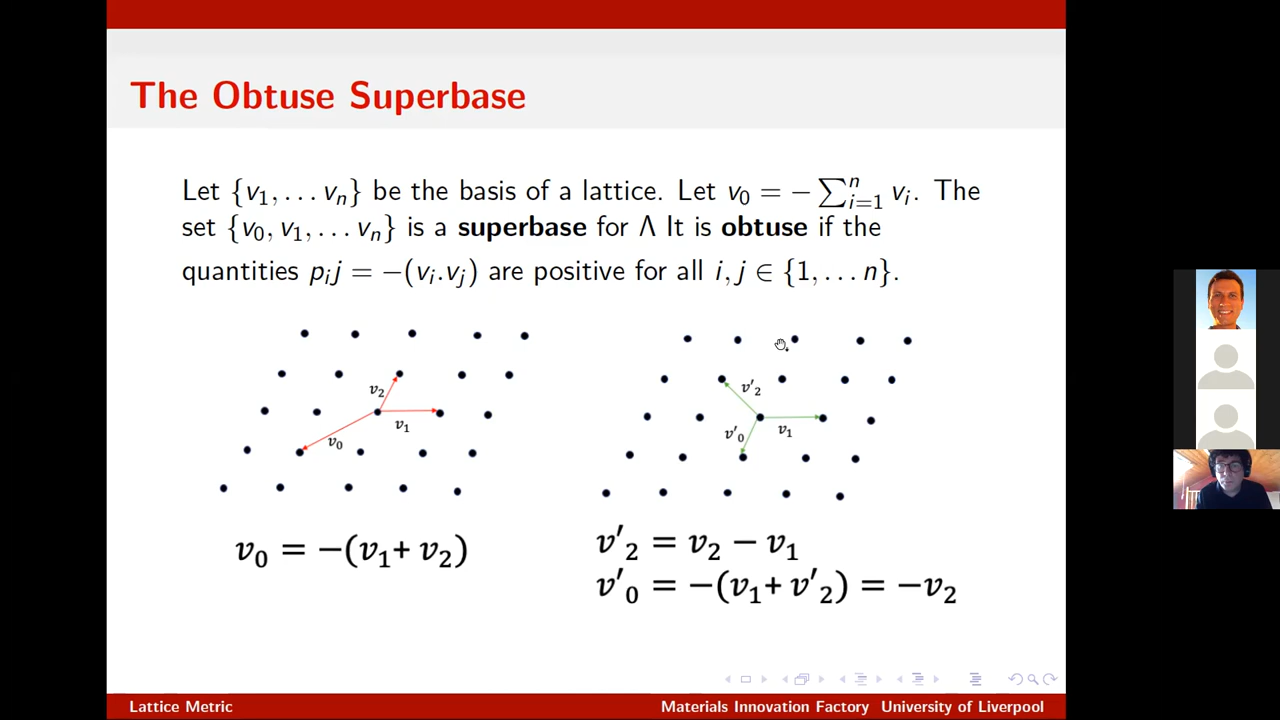 The Obtuse Superbase
Let {v₁, . . . vₙ} be the basis of a lattice. Let v₀ = − ∑ⁿᵢ₌₁ vᵢ. The
set {v₀, v₁, . . . vₙ} is a superbase for Λ It is obtuse if the
quantities pᵢj = −(vᵢ.vⱼ) are positive for all i, j ∈ {1, . . . n}.
v₂
v₁
v₀
v'₂
v'₀
v₁
v₀ = −(v₁+ v₂)
v'₂ = v₂ − v₁
v'₀ = −(v₁+ v'₂) = −v₂
Lattice Metric
Materials Innovation Factory University of Liverpool